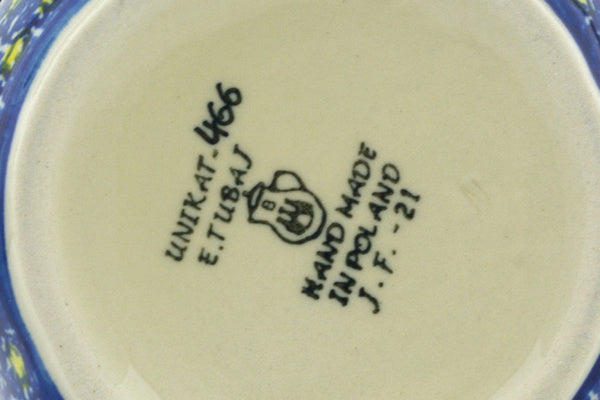 UNIKAT-466
E.TUBAJ
B
HAND MADE
IN POLAND
J.F.-21